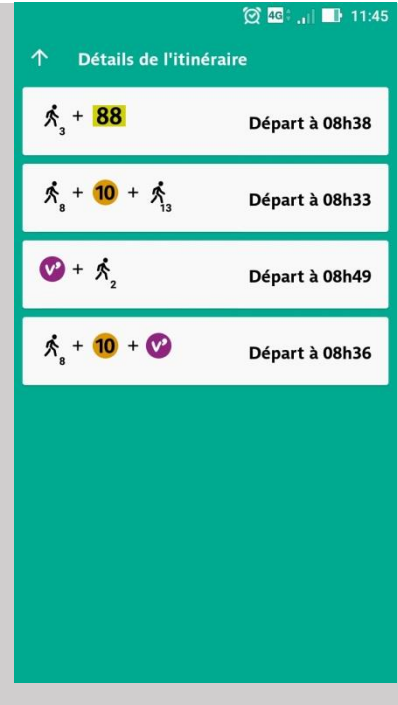 4G 11:45
Détails de l'itinéraire
3 + 88 Départ à 08h38
8 + 10 + 13 Départ à 08h33
V' + 2 Départ à 08h49
8 + 10 + V' Départ à 08h36